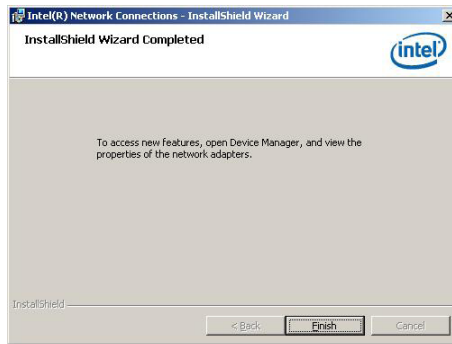 Intel(R) Network Connections - InstallShield Wizard
InstallShield Wizard Completed
intel
To access new features, open Device Manager, and view the
properties of the network adapters.
InstallShield
< Back
Finish
Cancel